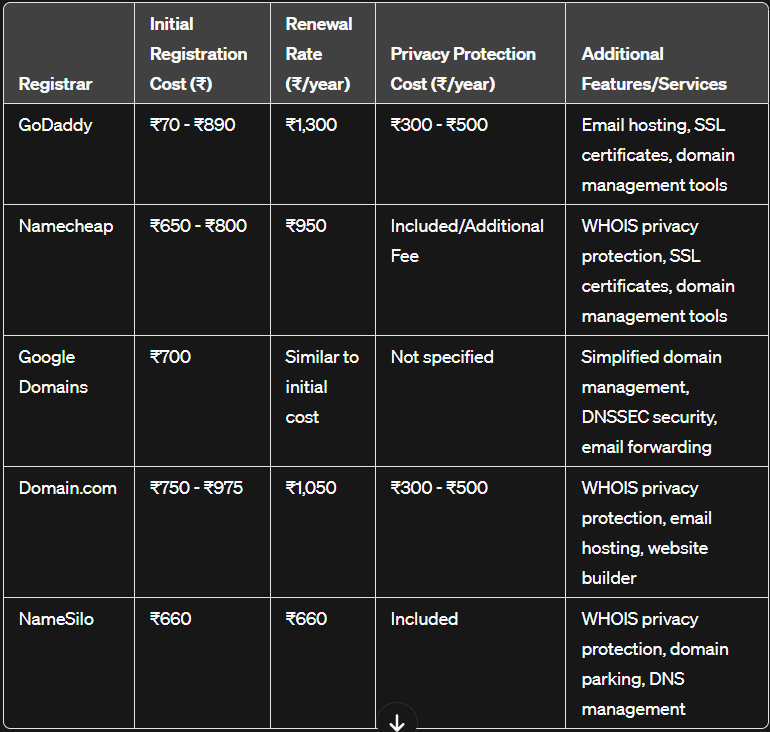 Registrar
Initial
Registration
Cost (₹)
Renewal
Rate
(₹/year)
Privacy Protection
Cost (₹/year)
Additional
Features/Services
GoDaddy
₹70 - ₹890
₹1,300
₹300 - ₹500
Email hosting, SSL
certificates, domain
management tools
Namecheap
₹650 - ₹800
₹950
Included/Additional
Fee
WHOIS privacy
protection, SSL
certificates, domain
management tools
Google
Domains
₹700
Similar to
initial
cost
Not specified
Simplified domain
management,
DNSSEC security,
email forwarding
Domain.com
₹750 - ₹975
₹1,050
₹300 - ₹500
WHOIS privacy
protection, email
hosting, website
builder
NameSilo
₹660
₹660
Included
WHOIS privacy
protection, domain
parking, DNS
management